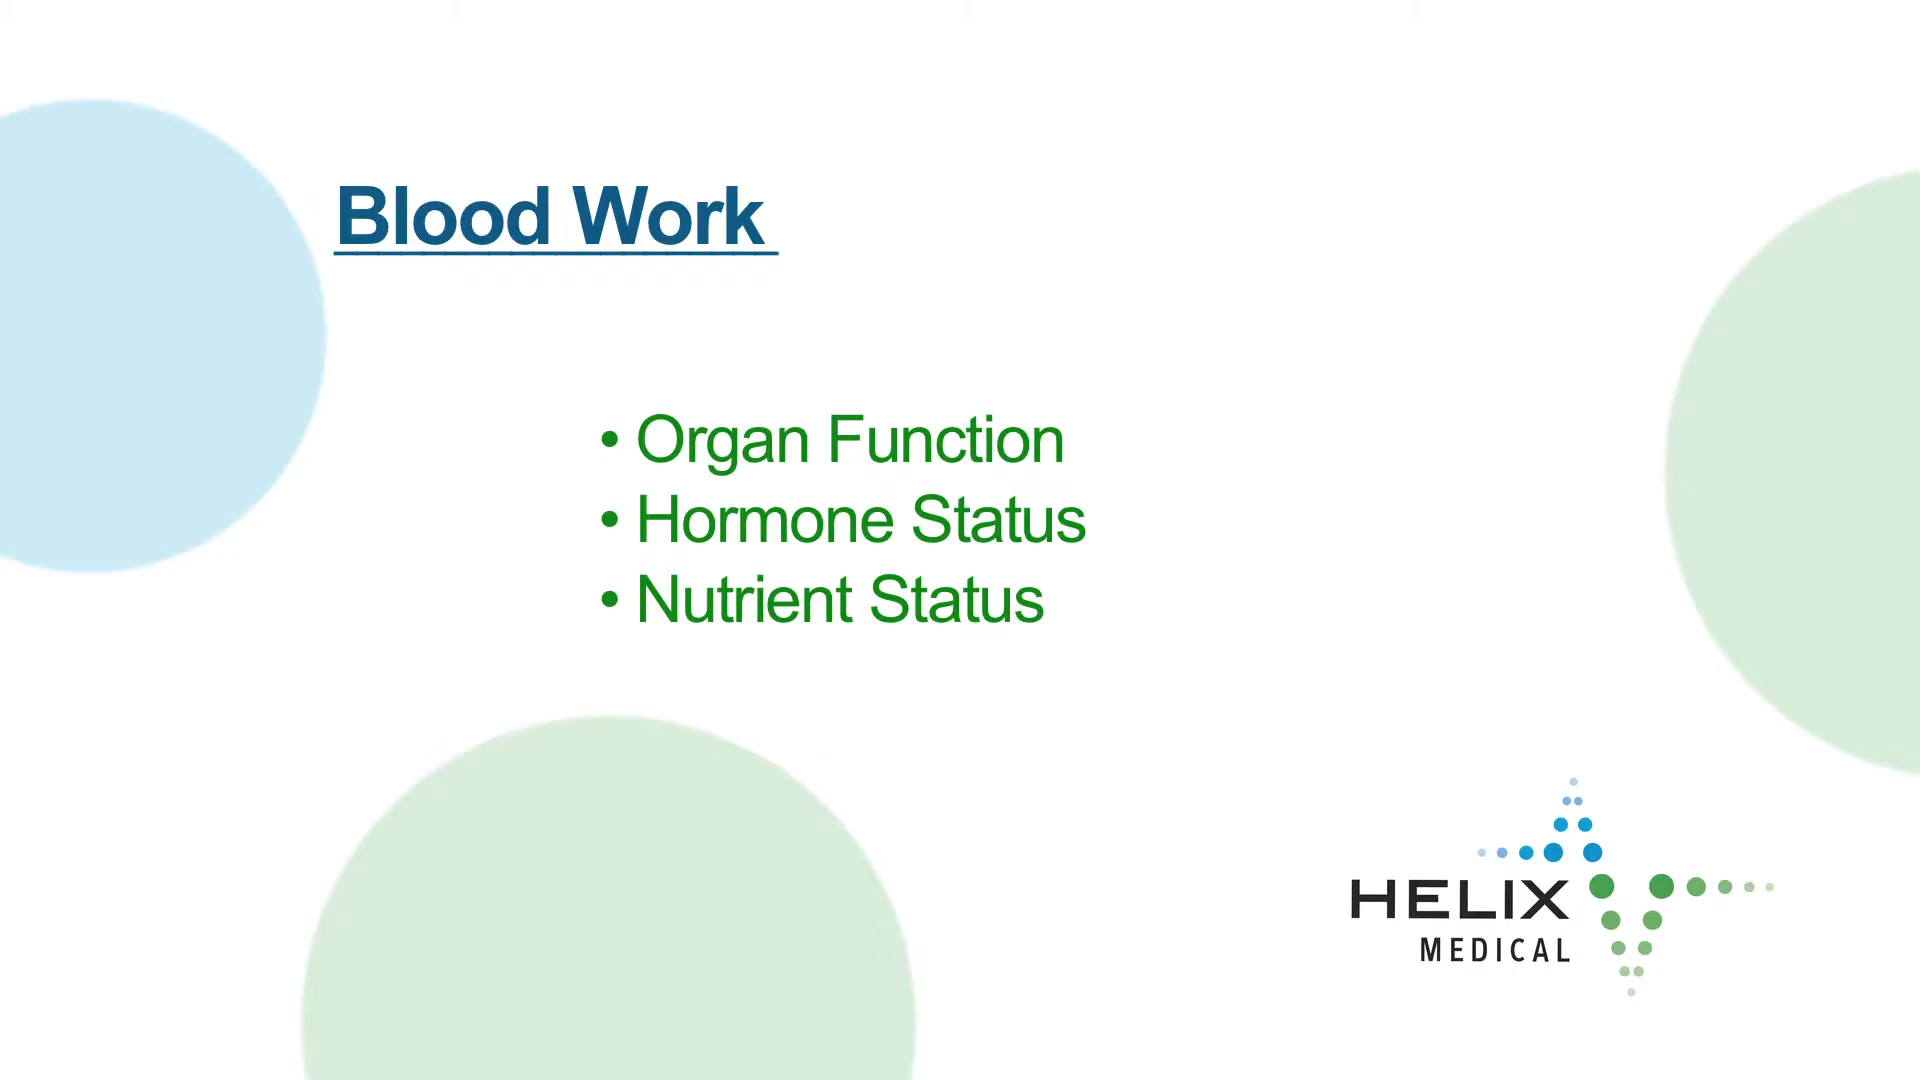 Blood Work
• Organ Function
• Hormone Status
• Nutrient Status
HELIX
MEDICAL